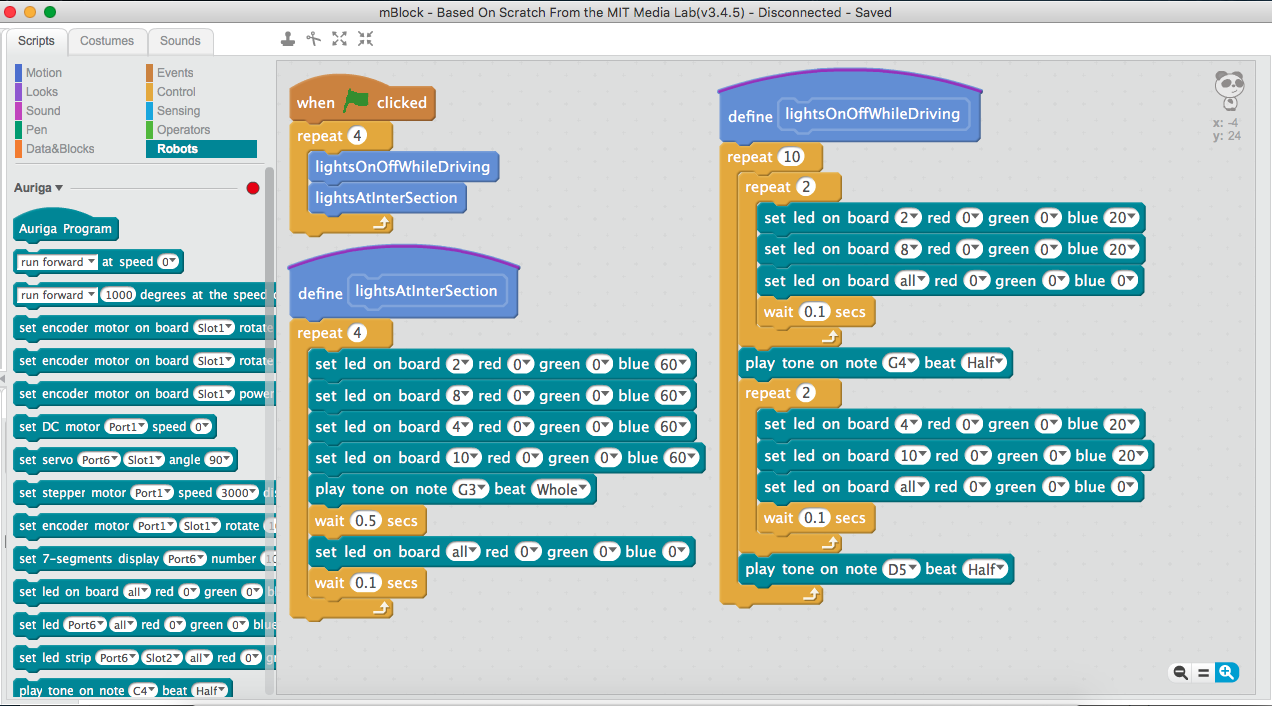 mBlock - Based On Scratch From the MIT Media Lab(v3.4.5) - Disconnected - Saved
Scripts
Costumes
Sounds
Motion
Looks
Sound
Pen
Data&Blocks
Events
Control
Sensing
Operators
Robots
Auriga
Auriga Program
run forward at speed 0
run forward 1000 degrees at the speed
set encoder motor on board Slot1 rotate
set encoder motor on board Slot1 rotate
set encoder motor on board Slot1 power
set DC motor Port1 speed 0
set servo Port6 Slot1 angle 90
set stepper motor Port1 speed 3000
set encoder motor Port1 Slot1 rotate
set 7-segments display Port6 number
set led on board all red 0 green 0
set led Port6 all red 0 green 0 blue
set led strip Port6 Slot2 all red 0
play tone on note C4 beat Half
when clicked
repeat 4
lightsOnOffWhileDriving
lightsAtInterSection
define lightsAtInterSection
repeat 4
set led on board 2 red 0 green 0 blue 60
set led on board 8 red 0 green 0 blue 60
set led on board 4 red 0 green 0 blue 60
set led on board 10 red 0 green 0 blue 60
play tone on note G3 beat Whole
wait 0.5 secs
set led on board all red 0 green 0 blue 0
wait 0.1 secs
define lightsOnOffWhileDriving
repeat 10
repeat 2
set led on board 2 red 0 green 0 blue 20
set led on board 8 red 0 green 0 blue 20
set led on board all red 0 green 0 blue 0
wait 0.1 secs
play tone on note G4 beat Half
repeat 2
set led on board 4 red 0 green 0 blue 20
set led on board 10 red 0 green 0 blue 20
set led on board all red 0 green 0 blue 0
wait 0.1 secs
play tone on note D5 beat Half
x: -4
y: 24